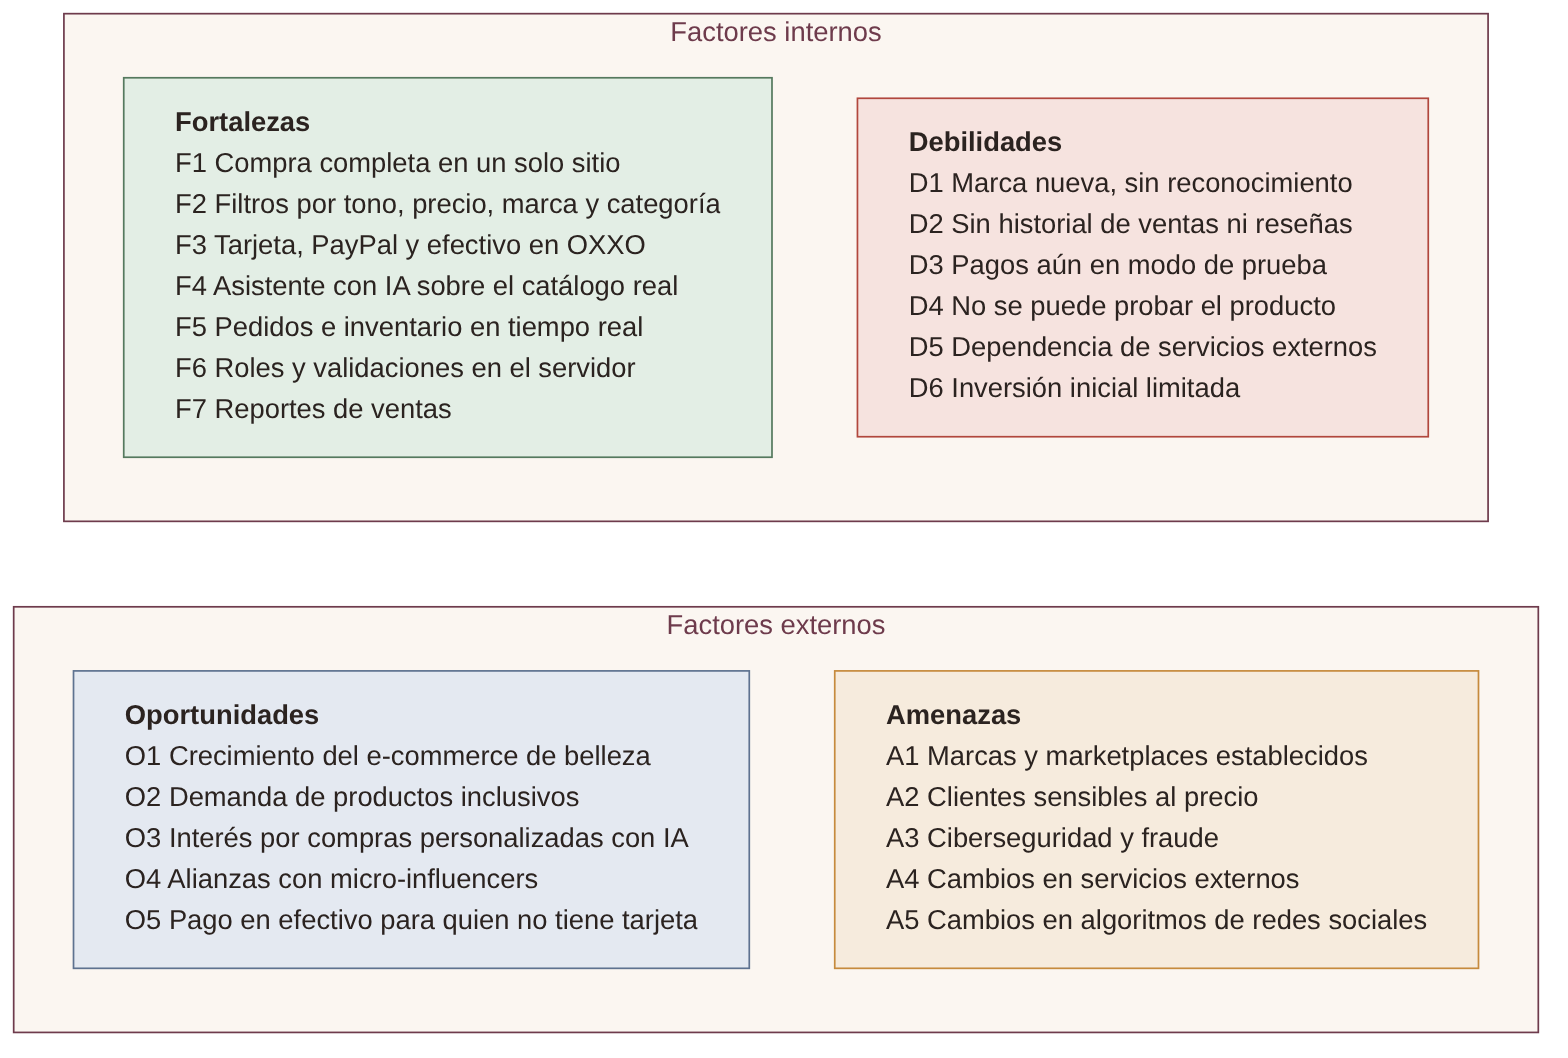 Factores internos
Fortalezas
F1 Compra completa en un solo sitio
F2 Filtros por tono, precio, marca y categoría
F3 Tarjeta, PayPal y efectivo en OXXO
F4 Asistente con IA sobre el catálogo real
F5 Pedidos e inventario en tiempo real
F6 Roles y validaciones en el servidor
F7 Reportes de ventas
Debilidades
D1 Marca nueva, sin reconocimiento
D2 Sin historial de ventas ni reseñas
D3 Pagos aún en modo de prueba
D4 No se puede probar el producto
D5 Dependencia de servicios externos
D6 Inversión inicial limitada
Factores externos
Oportunidades
O1 Crecimiento del e-commerce de belleza
O2 Demanda de productos inclusivos
O3 Interés por compras personalizadas con IA
O4 Alianzas con micro-influencers
O5 Pago en efectivo para quien no tiene tarjeta
Amenazas
A1 Marcas y marketplaces establecidos
A2 Clientes sensibles al precio
A3 Ciberseguridad y fraude
A4 Cambios en servicios externos
A5 Cambios en algoritmos de redes sociales